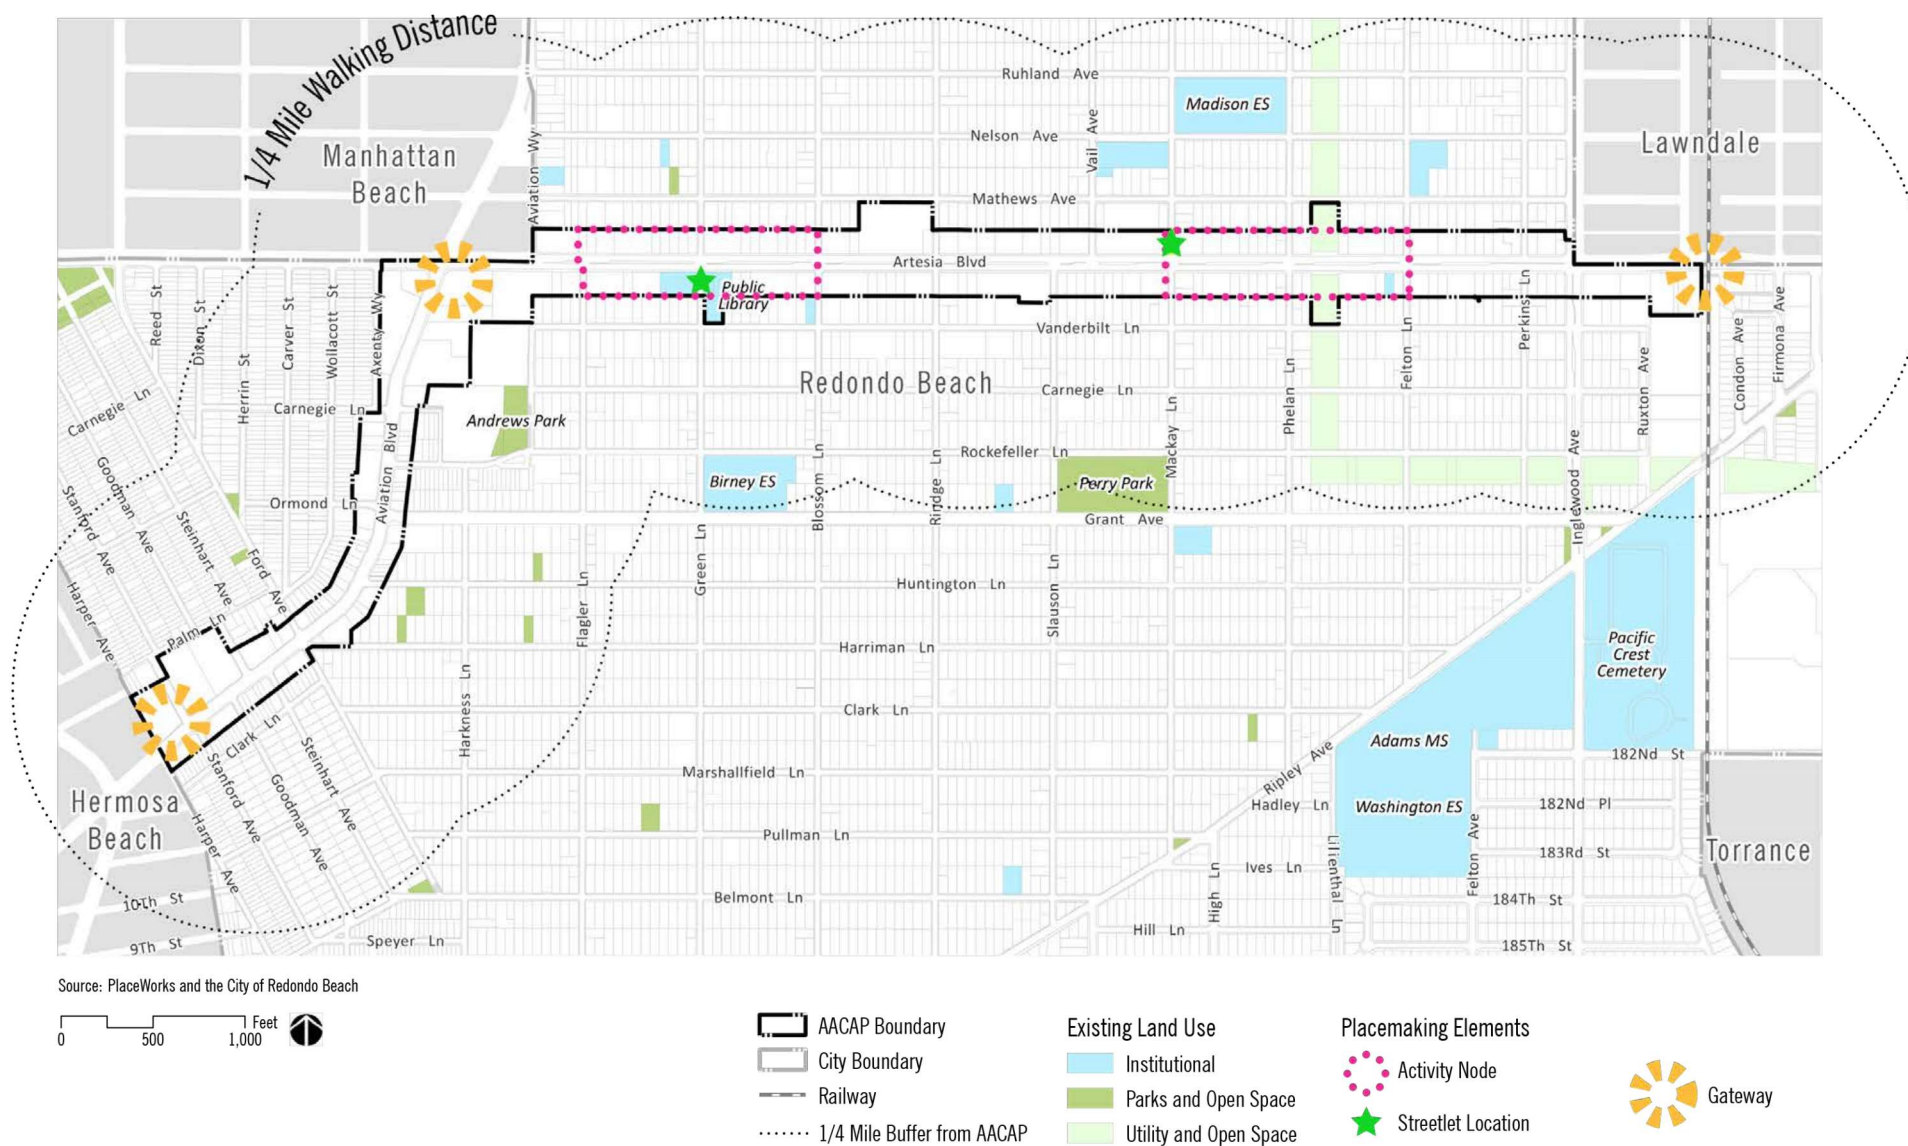 1/4 Mile Walking Distance
Ruhland Ave
Madison ES
Nelson Ave
Vail Ave
Lawndale
Manhattan
Beach
Aviation Wy
Mathews Ave
Artesia Blvd
Public
Library
Reed St
Dixon St
Herrin St
Carver St
Wollacott St
Axenty Wy
Vanderbilt Ln
Perkins Ln
Felton Ln
Phelan Ln
Ruxton Ave
Condon Ave
Firmona Ave
Redondo Beach
Carnegie Ln
Carnegie Ln
Carnegie Ln
Andrews Park
Aviation Blvd
Rockefeller Ln
Mackay Ln
Inglewood Ave
Goodman Ave
Stanford Ave
Steinhart Ave
Ormond Ln
Birney ES
Blossom Ln
Rindge Ln
Perry Park
Grant Ave
Ford Ave
Harper Ave
Palm Ln
Green Ln
Flagler Ln
Huntington Ln
Slauson Ln
Harriman Ln
Harkness Ln
Clark Ln
Clark Ln
Pacific
Crest
Cemetery
Adams MS
182Nd St
Steinhart Ave
Goodman Ave
Stanford Ave
Harper Ave
Marshallfield Ln
Ripley Ave
Hadley Ln
Washington ES
182Nd Pl
Hermosa
Beach
Pullman Ln
Felton Ave
183Rd St
Torrance
Lilienthal Ln
High Ln
Ives Ln
Belmont Ln
184Th St
10Th St
9Th St
Speyer Ln
Hill Ln
185Th St
Source: PlaceWorks and the City of Redondo Beach
Feet
0 500 1,000
AACAP Boundary
City Boundary
Railway
1/4 Mile Buffer from AACAP
Existing Land Use
Institutional
Parks and Open Space
Utility and Open Space
Placemaking Elements
Activity Node
Streetlet Location
Gateway